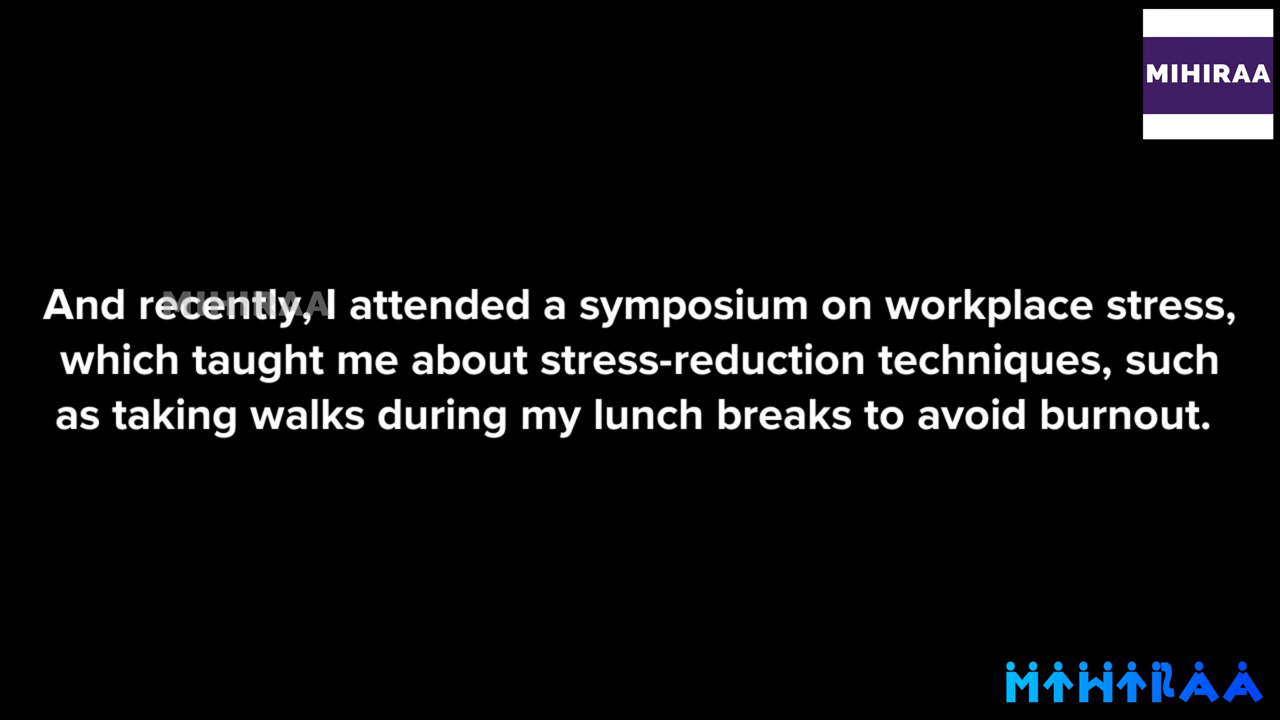 MIHIRAA
And recently, I attended a symposium on workplace stress,
MIHIRAA
which taught me about stress-reduction techniques, such
as taking walks during my lunch breaks to avoid burnout.
MIHIRAA